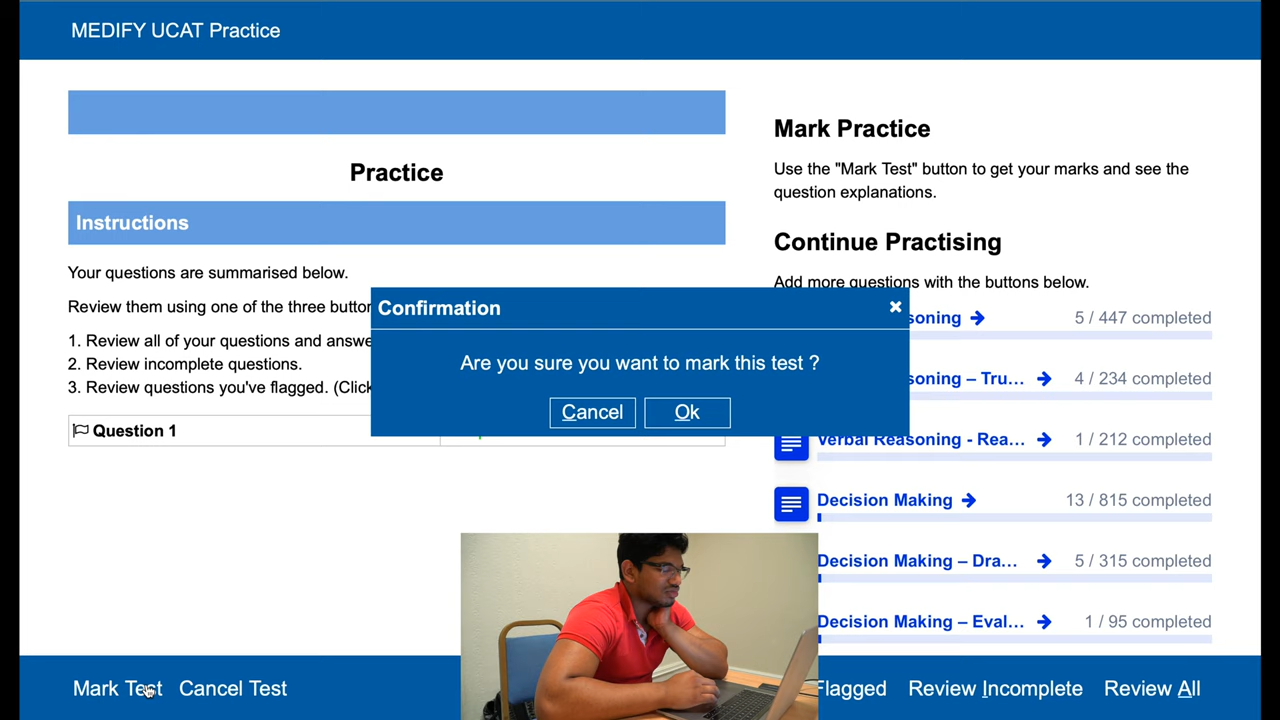 MEDIFY UCAT Practice
Practice
Instructions
Your questions are summarised below.
Review them using one of the three button
1. Review all of your questions and answe
2. Review incomplete questions.
3. Review questions you've flagged. (Click
Question 1
Confirmation
Are you sure you want to mark this test ?
Cancel Ok
Mark Practice
Use the "Mark Test" button to get your marks and see the
question explanations.
Continue Practising
Add more questions with the buttons below.
soning 5 / 447 completed
soning – Tru... 4 / 234 completed
Verbal Reasoning - Rea... 1 / 212 completed
Decision Making 13 / 815 completed
Decision Making – Dra... 5 / 315 completed
Decision Making – Eval... 1 / 95 completed
Mark Test Cancel Test Flagged Review Incomplete Review All